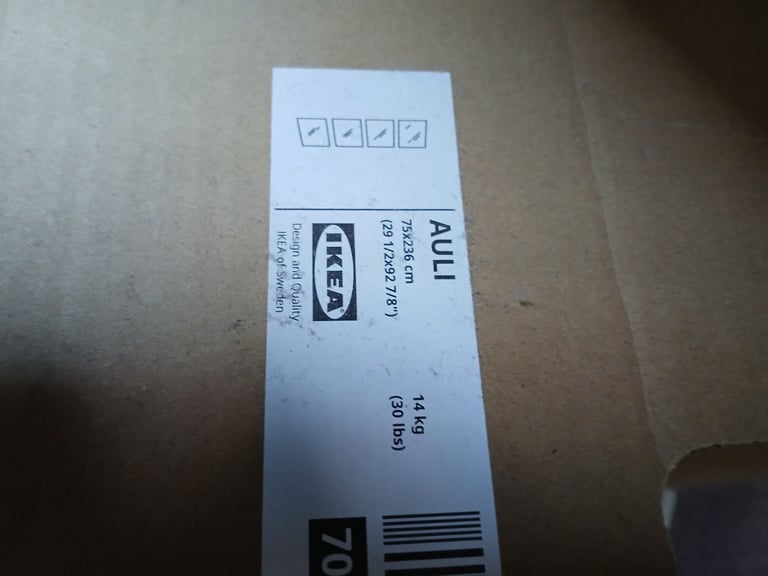 AULI
75x236 cm
(29 1/2x92 7/8")
14 kg
(30 lbs)
IKEA
Design and Quality
IKEA of Sweden
70